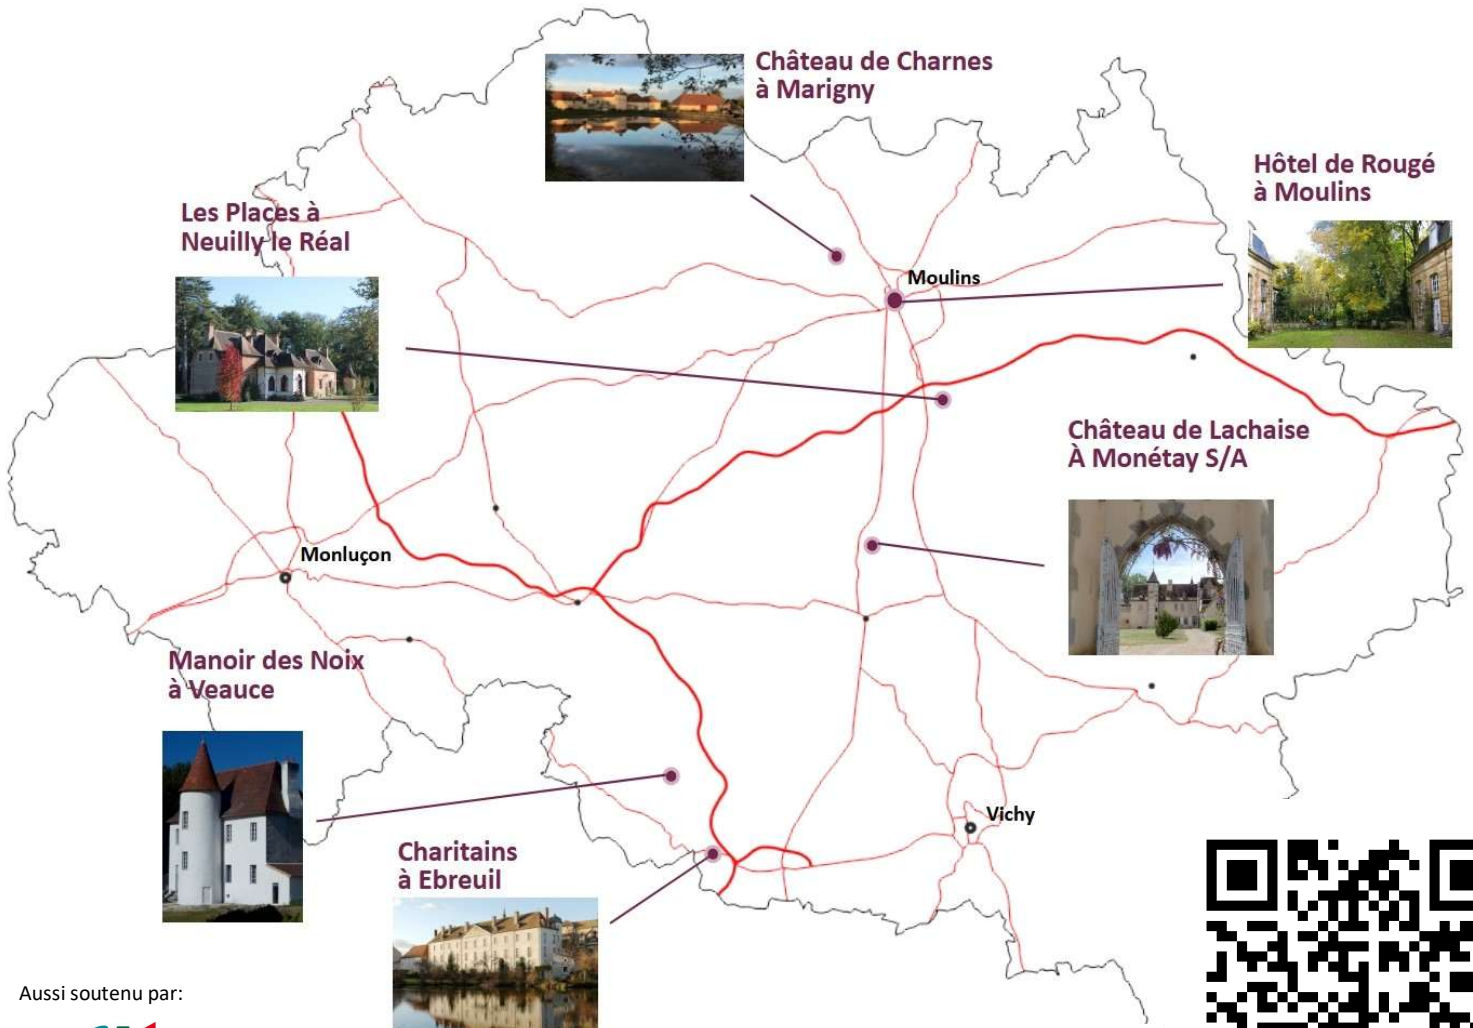 Château de Charnes
à Marigny
Hôtel de Rougé
à Moulins
Les Places à
Neuilly le Réal
Moulins
Château de Lachaise
À Monétay S/A
Monluçon
Manoir des Noix
à Veauce
Vichy
Charitains
à Ebreuil
Aussi soutenu par: